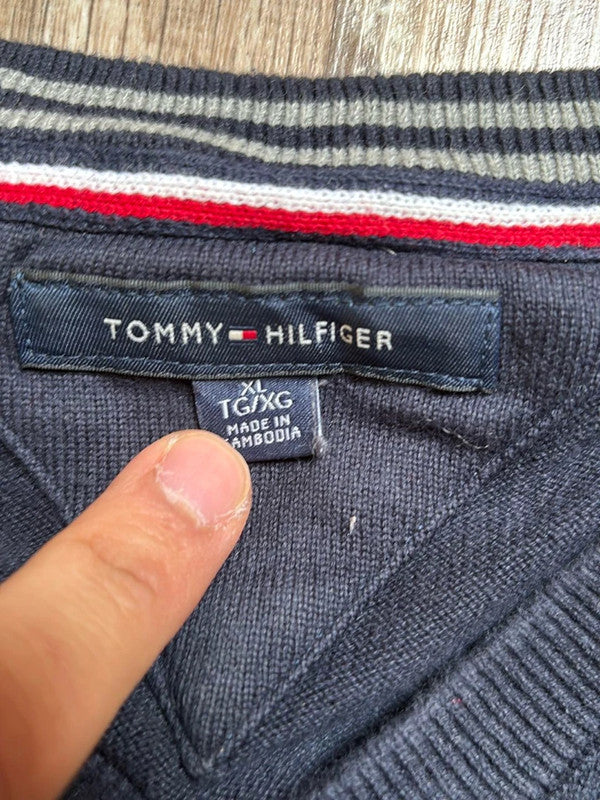 TOMMY HILFIGER
XL
TG/XG
MADE IN
CAMBODIA